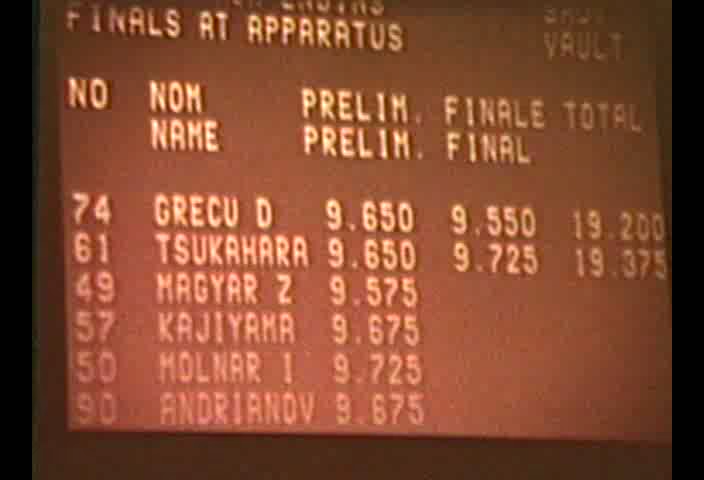 FINALS AT APPARATUS VAULT
NO NOM PRELIM. FINALE TOTAL
NAME PRELIM. FINAL
74 GRECU D 9.650 9.550 19.200
61 TSUKAHARA 9.650 9.725 19.375
49 MAGYAR Z 9.575
57 KAJIYAMA 9.675
50 MOLNAR I 9.725
90 ANDRIANOV 9.675